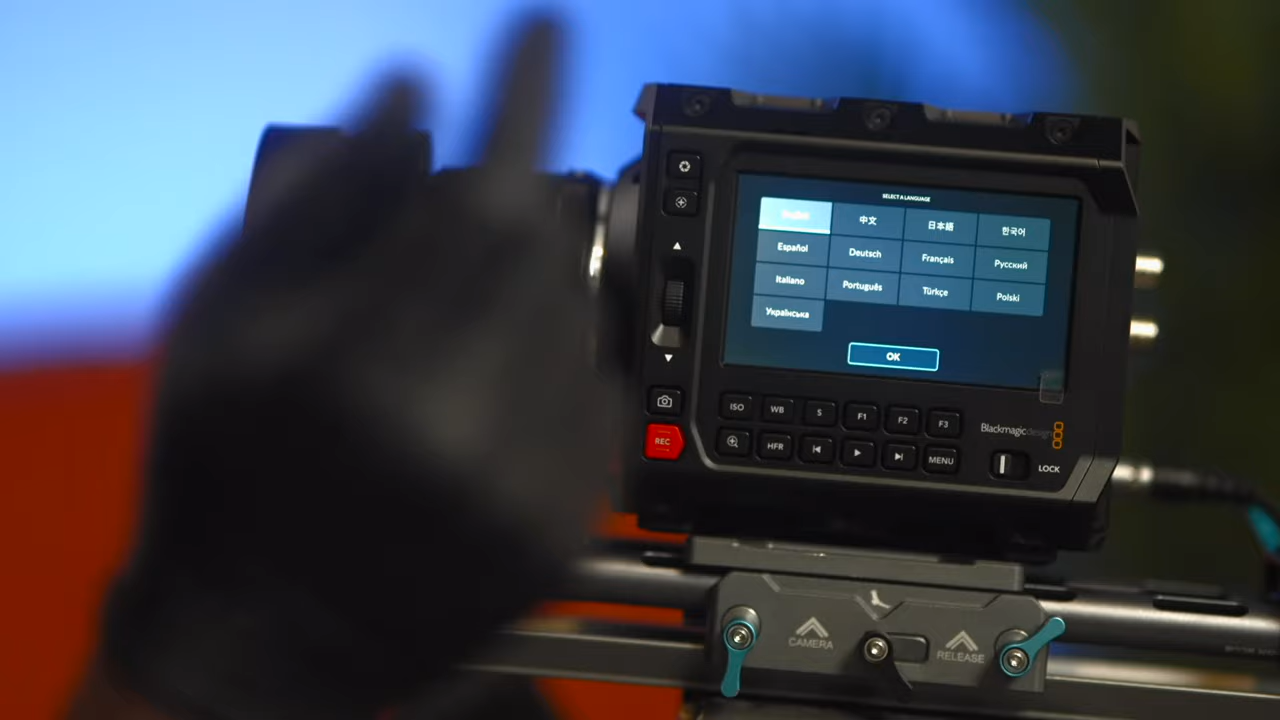 SELECT A LANGUAGE
English 中文 日本語 한국어
Español Deutsch Français Русский
Italiano Português Türkçe Polski
Українська
OK
ISO WB S F1 F2 F3
Blackmagicdesign
REC
HFR MENU
LOCK
CAMERA RELEASE